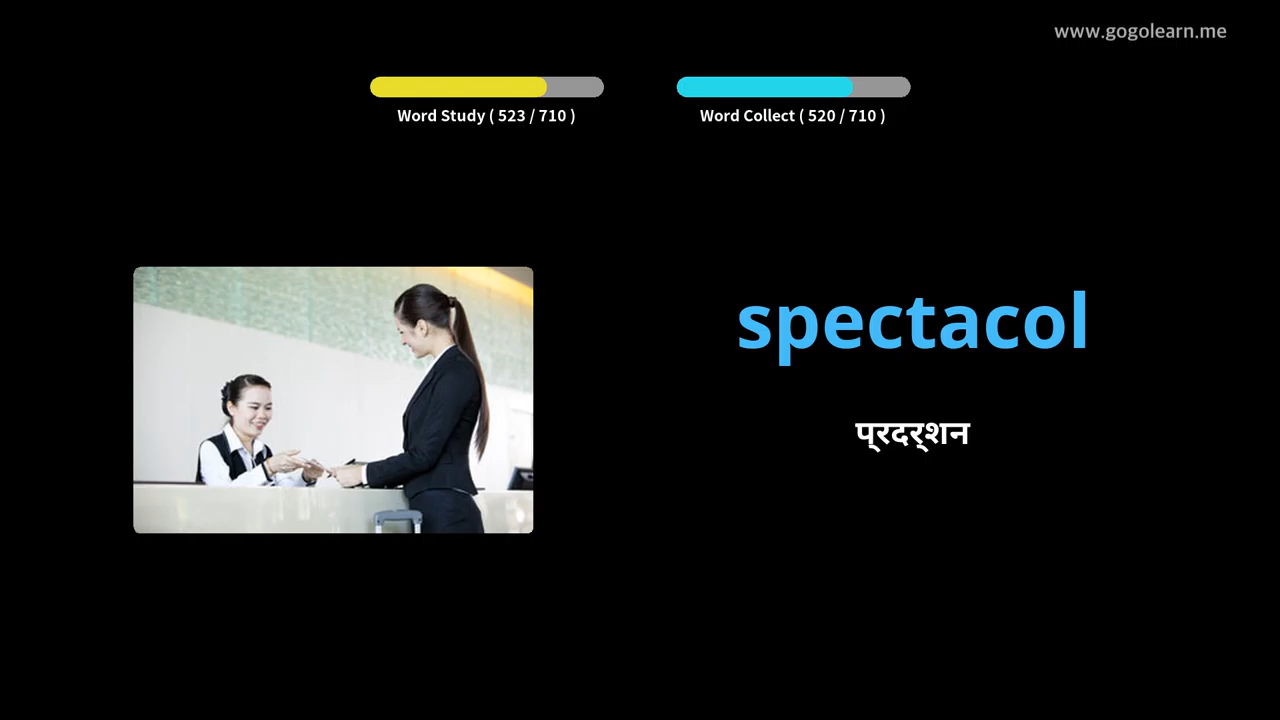 www.gogolearn.me
Word Study ( 523 / 710 )
Word Collect ( 520 / 710 )
spectacol
प्रदर्शन